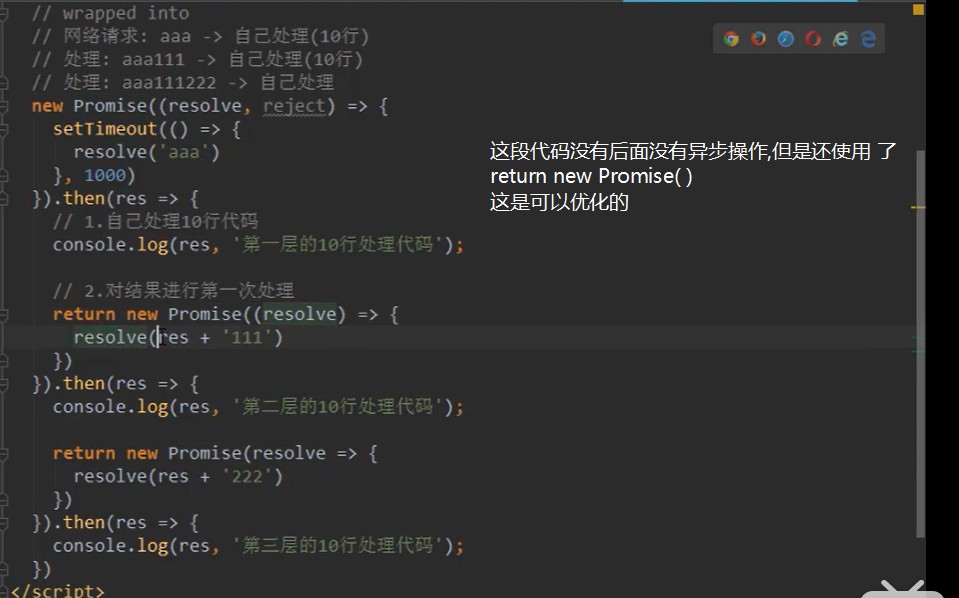 // wrapped into
// 网络请求: aaa -> 自己处理(10行)
// 处理: aaa111 -> 自己处理(10行)
// 处理: aaa111222 -> 自己处理
new Promise((resolve, reject) => {
setTimeout(() => {
resolve('aaa')
}, 1000)
}).then(res => {
// 1.自己处理10行代码
console.log(res, '第一层的10行处理代码');
// 2.对结果进行第一次处理
return new Promise((resolve) => {
resolve(res + '111')
})
}).then(res => {
console.log(res, '第二层的10行处理代码');
return new Promise(resolve => {
resolve(res + '222')
})
}).then(res => {
console.log(res, '第三层的10行处理代码');
})
</script>
这段代码没有后面没有异步操作,但是还使用 了
return new Promise( )
这是可以优化的